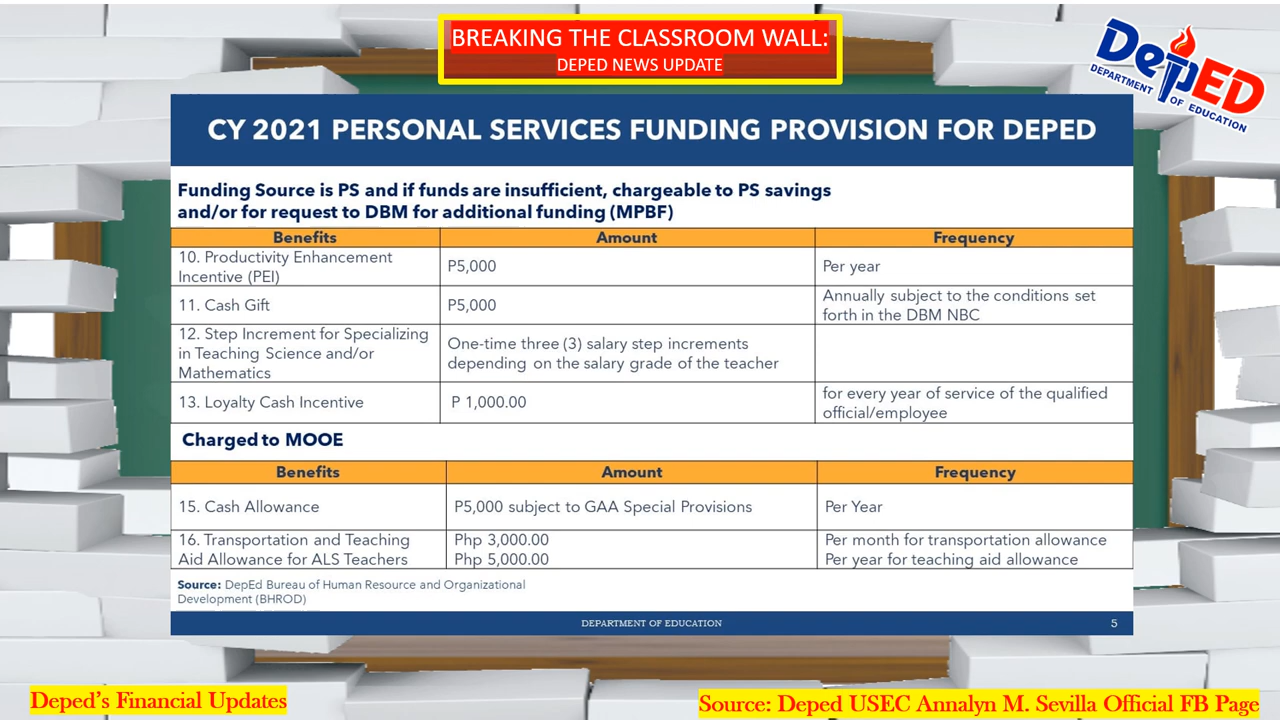 BREAKING THE CLASSROOM WALL:
DEPED NEWS UPDATE
DepED
DEPARTMENT OF EDUCATION
CY 2021 PERSONAL SERVICES FUNDING PROVISION FOR DEPED
Funding Source is PS and if funds are insufficient, chargeable to PS savings
and/or for request to DBM for additional funding (MPBF)
Benefits Amount Frequency
10. Productivity Enhancement
Incentive (PEI)
P5,000
Per year
11. Cash Gift
P5,000
Annually subject to the conditions set
forth in the DBM NBC
12. Step Increment for Specializing
in Teaching Science and/or
Mathematics
One-time three (3) salary step increments
depending on the salary grade of the teacher
13. Loyalty Cash Incentive
P 1,000.00
for every year of service of the qualified
official/employee
Charged to MOOE
Benefits Amount Frequency
15. Cash Allowance
P5,000 subject to GAA Special Provisions
Per Year
16. Transportation and Teaching
Aid Allowance for ALS Teachers
Php 3,000.00
Php 5,000.00
Per month for transportation allowance
Per year for teaching aid allowance
Source: DepEd Bureau of Human Resource and Organizational
Development (BHROD)
DEPARTMENT OF EDUCATION
5
Deped's Financial Updates
Source: Deped USEC Annalyn M. Sevilla Official FB Page